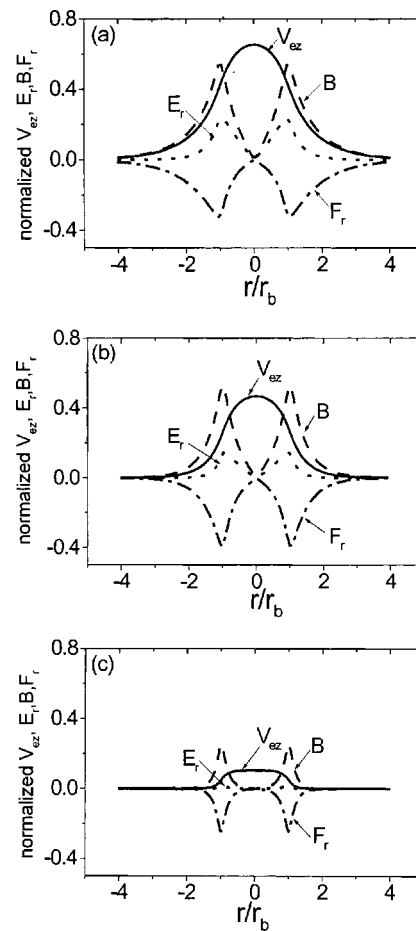 (a)
V_ez
E_r
B
F_r
normalized V_ez, E_r, B, F_r
0.8
0.4
0.0
-0.4
-4 -2 0 2 4
r/r_b
(b)
V_ez
E_r
B
F_r
normalized V_ez, E_r, B, F_r
0.8
0.4
0.0
-0.4
-4 -2 0 2 4
r/r_b
(c)
V_ez
E_r
B
F_r
normalized V_ez, E_r, B, F_r
0.8
0.4
0.0
-0.4
-4 -2 0 2 4
r/r_b